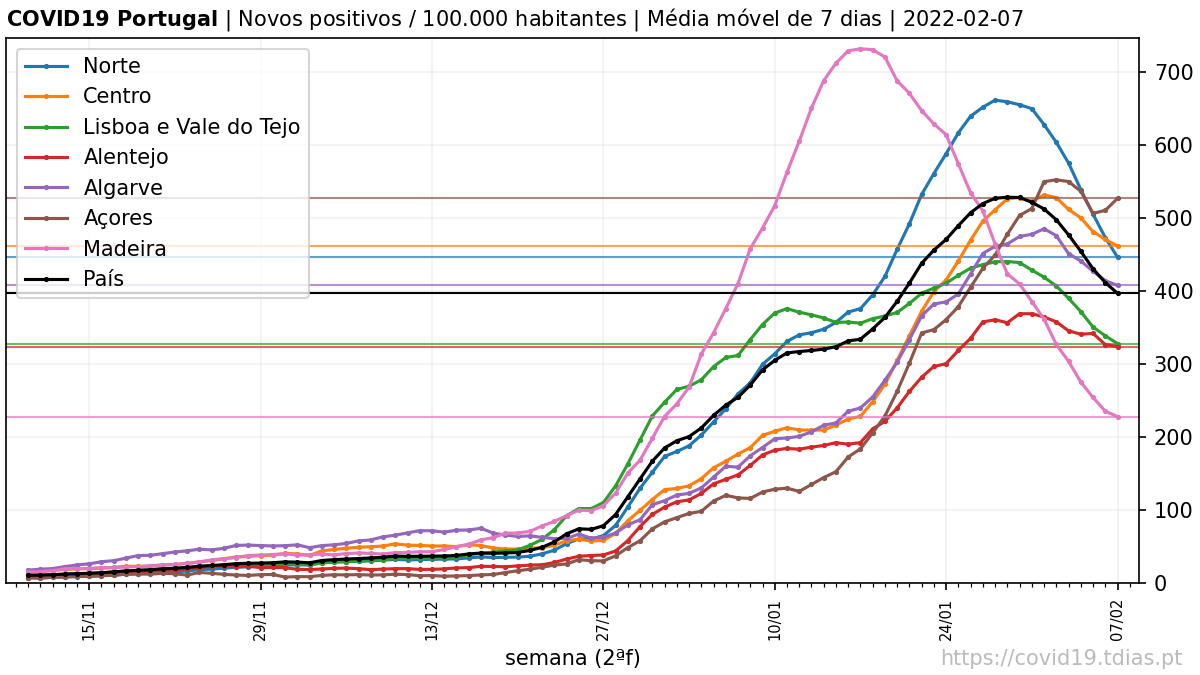 COVID19 Portugal | Novos positivos / 100.000 habitantes | Média móvel de 7 dias | 2022-02-07
Norte
Centro
Lisboa e Vale do Tejo
Alentejo
Algarve
Açores
Madeira
País
700
600
500
400
300
200
100
0
15/11
29/11
13/12
27/12
10/01
24/01
07/02
semana (2ªf)
https://covid19.tdias.pt